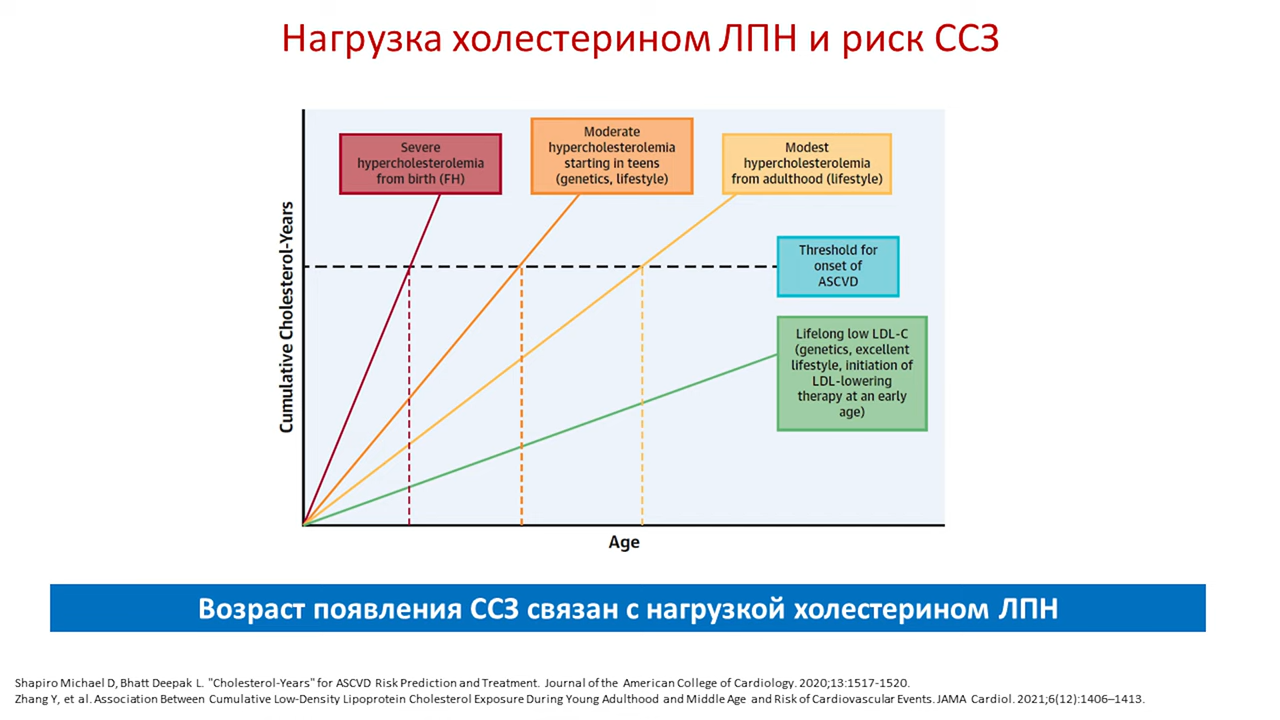 Нагрузка холестерином ЛПН и риск ССЗ
Cumulative Cholesterol-Years
Severe
hypercholesterolemia
from birth (FH)
Moderate
hypercholesterolemia
starting in teens
(genetics, lifestyle)
Modest
hypercholesterolemia
from adulthood (lifestyle)
Threshold for
onset of
ASCVD
Lifelong low LDL-C
(genetics, excellent
lifestyle, initiation of
LDL-lowering
therapy at an early
age)
Age
Возраст появления ССЗ связан с нагрузкой холестерином ЛПН
Shapiro Michael D, Bhatt Deepak L. "Cholesterol-Years" for ASCVD Risk Prediction and Treatment. Journal of the American College of Cardiology. 2020;13:1517-1520.
Zhang Y, et al. Association Between Cumulative Low-Density Lipoprotein Cholesterol Exposure During Young Adulthood and Middle Age and Risk of Cardiovascular Events. JAMA Cardiol. 2021;6(12):1406–1413.